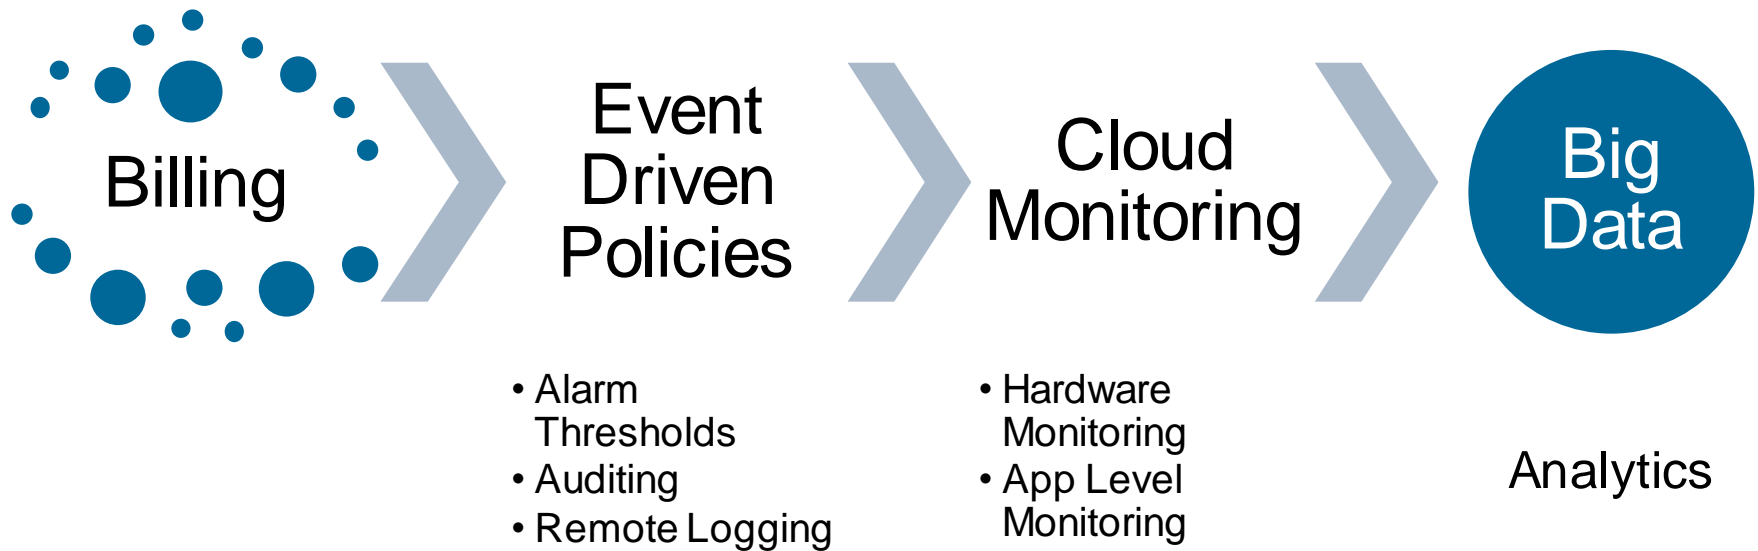 Billing
Event
Driven
Policies
Cloud
Monitoring
Big
Data
• Alarm
Thresholds
• Auditing
• Remote Logging
• Hardware
Monitoring
• App Level
Monitoring
Analytics